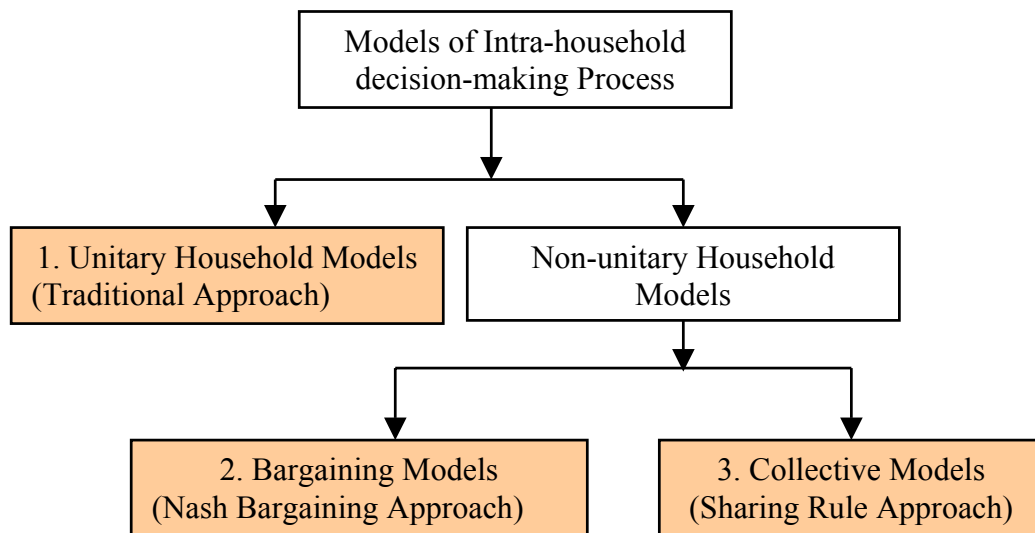 Models of Intra-household
decision-making Process
1. Unitary Household Models
(Traditional Approach)
Non-unitary Household
Models
2. Bargaining Models
(Nash Bargaining Approach)
3. Collective Models
(Sharing Rule Approach)